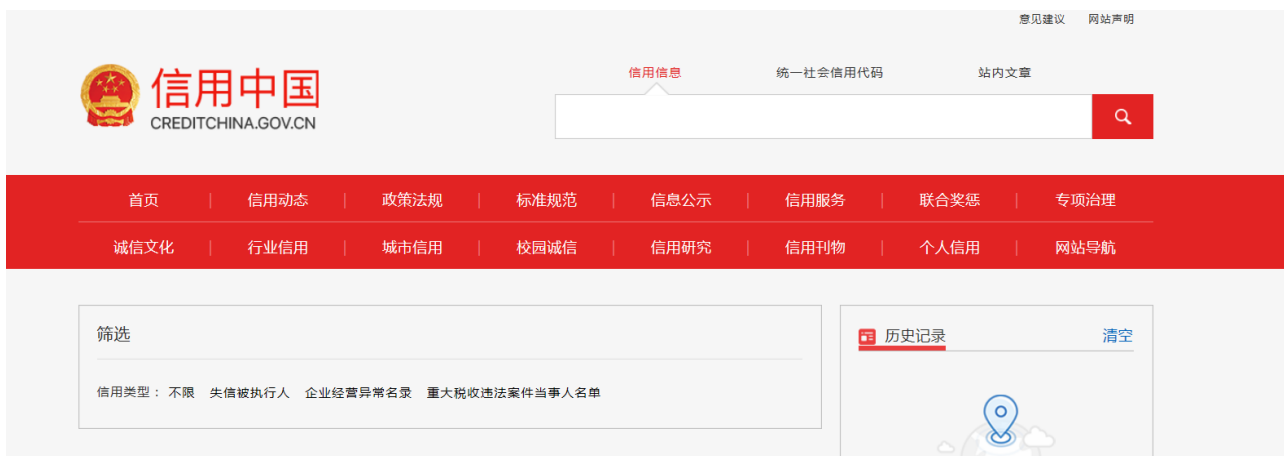 意见建议 网站声明
信用中国
CREDITCHINA.GOV.CN
信用信息 统一社会信用代码 站内文章
首页 信用动态 政策法规 标准规范 信息公示 信用服务 联合奖惩 专项治理
诚信文化 行业信用 城市信用 校园诚信 信用研究 信用刊物 个人信用 网站导航
筛选
信用类型： 不限 失信被执行人 企业经营异常名录 重大税收违法案件当事人名单
历史记录 清空